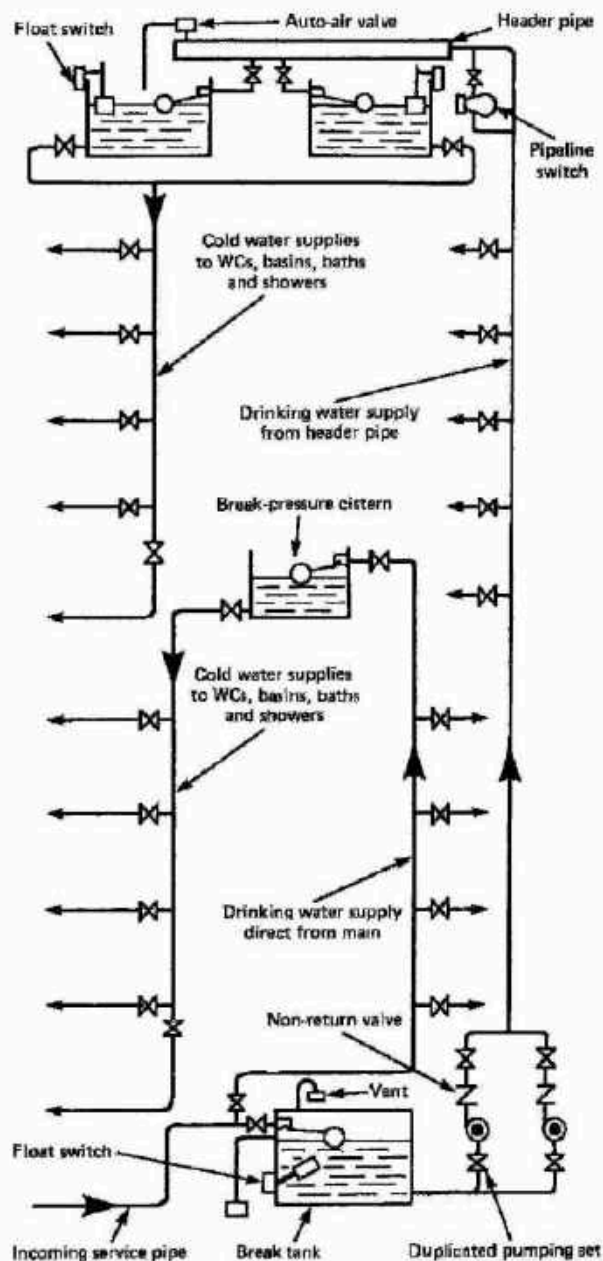 Auto-air valve
Header pipe
Float switch
Pipeline
switch
Cold water supplies
to WCs, basins, baths
and showers
Drinking water supply
from header pipe
Break-pressure cistern
Cold water supplies
to WCs, basins, baths
and showers
Drinking water supply
direct from main
Non-return valve
Vent
Float switch
Incoming service pipe
Break tank
Duplicated pumping set